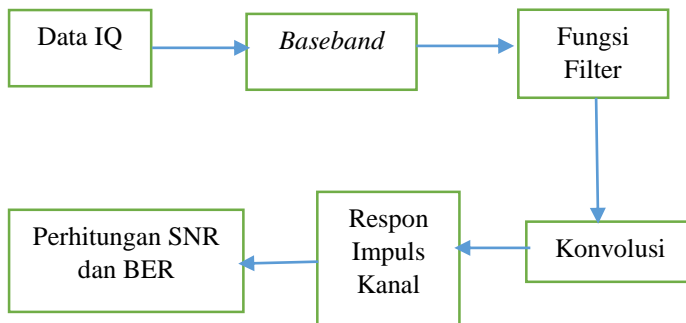 Data IQ
Baseband
Fungsi
Filter
Konvolusi
Respon
Impuls
Kanal
Perhitungan SNR
dan BER